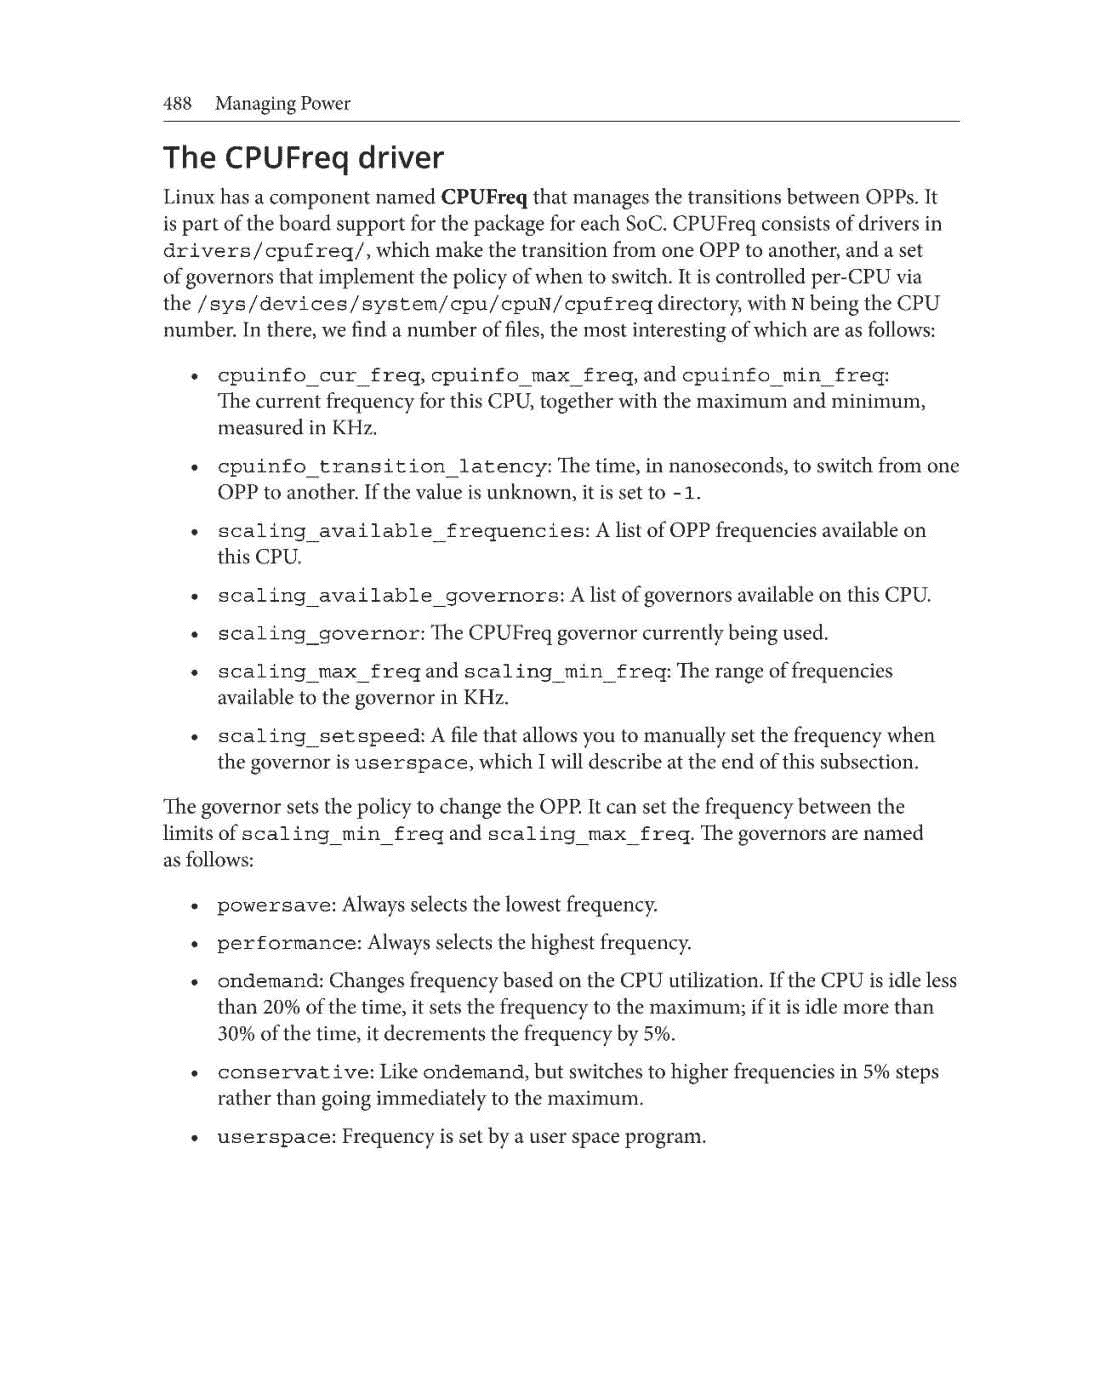 488 Managing Power
The CPUFreq driver
Linux has a component named CPUFreq that manages the transitions between OPPs. It
is part of the board support for the package for each SoC. CPUFreq consists of drivers in
drivers/cpufreq/, which make the transition from one OPP to another, and a set
of governors that implement the policy of when to switch. It is controlled per-CPU via
the /sys/devices/system/cpu/cpuN/cpufreq directory, with N being the CPU
number. In there, we find a number of files, the most interesting of which are as follows:
• cpuinfo_cur_freq, cpuinfo_max_freq, and cpuinfo_min_freq:
The current frequency for this CPU, together with the maximum and minimum,
measured in KHz.
• cpuinfo_transition_latency: The time, in nanoseconds, to switch from one
OPP to another. If the value is unknown, it is set to -1.
• scaling_available_frequencies: A list of OPP frequencies available on
this CPU.
• scaling_available_governors: A list of governors available on this CPU.
• scaling_governor: The CPUFreq governor currently being used.
• scaling_max_freq and scaling_min_freq: The range of frequencies
available to the governor in KHz.
• scaling_setspeed: A file that allows you to manually set the frequency when
the governor is userspace, which I will describe at the end of this subsection.
The governor sets the policy to change the OPP. It can set the frequency between the
limits of scaling_min_freq and scaling_max_freq. The governors are named
as follows:
• powersave: Always selects the lowest frequency.
• performance: Always selects the highest frequency.
• ondemand: Changes frequency based on the CPU utilization. If the CPU is idle less
than 20% of the time, it sets the frequency to the maximum; if it is idle more than
30% of the time, it decrements the frequency by 5%.
• conservative: Like ondemand, but switches to higher frequencies in 5% steps
rather than going immediately to the maximum.
• userspace: Frequency is set by a user space program.